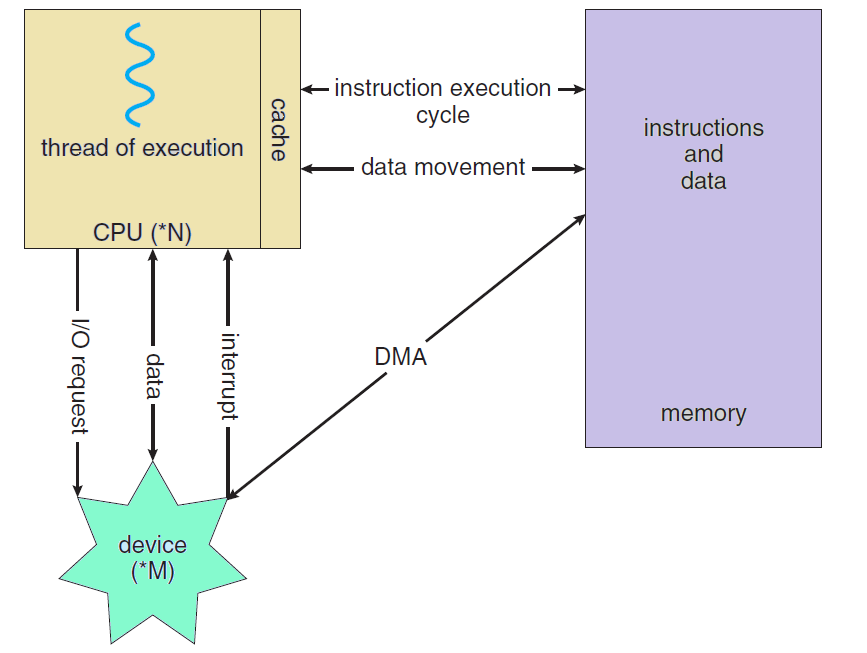 thread of execution
cache
CPU (*N)
instruction execution
cycle
data movement
instructions
and
data
memory
I/O request
data
interrupt
DMA
device
(*M)